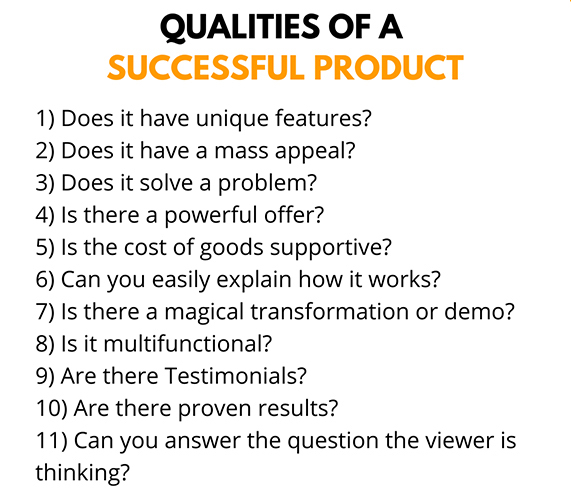 QUALITIES OF A
SUCCESSFUL PRODUCT
1) Does it have unique features?
2) Does it have a mass appeal?
3) Does it solve a problem?
4) Is there a powerful offer?
5) Is the cost of goods supportive?
6) Can you easily explain how it works?
7) Is there a magical transformation or demo?
8) Is it multifunctional?
9) Are there Testimonials?
10) Are there proven results?
11) Can you answer the question the viewer is
thinking?